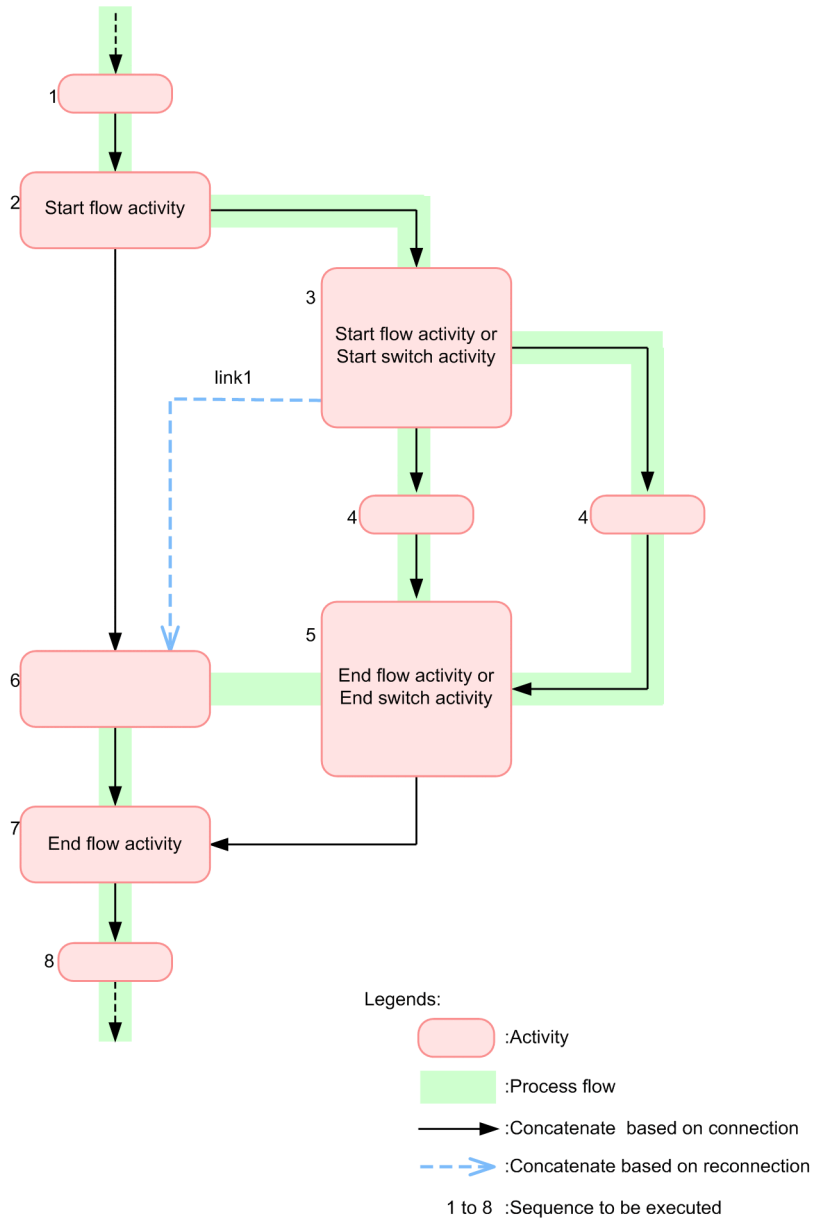 1
2
Start flow activity
3
Start flow activity or
Start switch activity
link1
4
4
5
End flow activity or
End switch activity
6
7
End flow activity
8
Legends:
:Activity
:Process flow
:Concatenate based on connection
:Concatenate based on reconnection
1 to 8 :Sequence to be executed